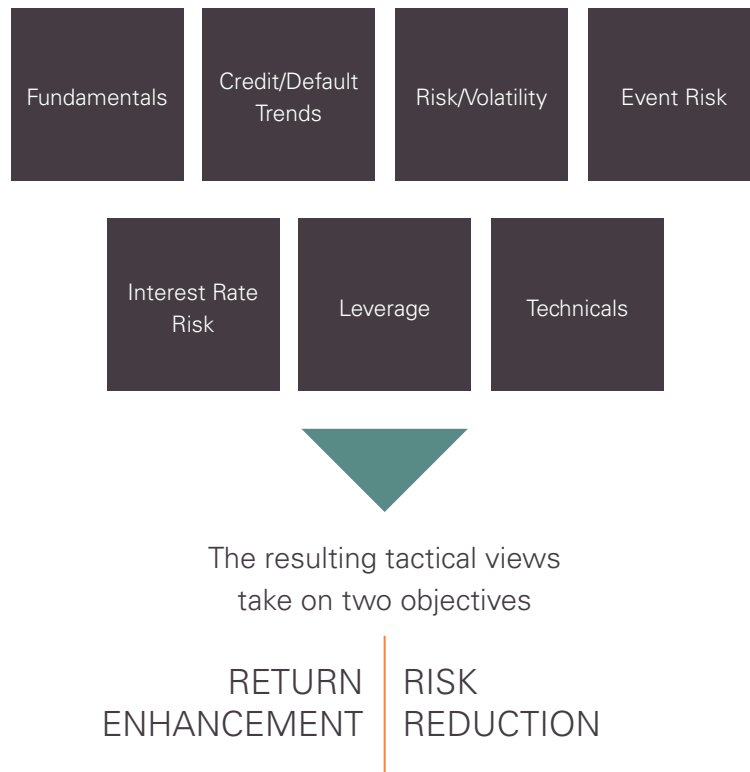 Fundamentals
Credit/Default
Trends
Risk/Volatility
Event Risk
Interest Rate
Risk
Leverage
Technicals
The resulting tactical views
take on two objectives
RETURN
ENHANCEMENT
RISK
REDUCTION